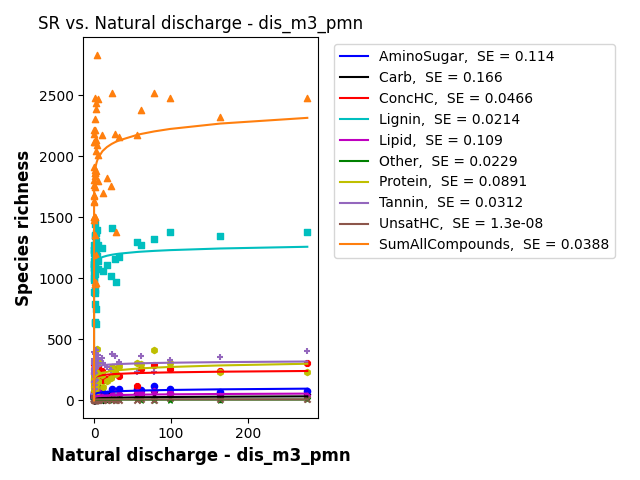 SR vs. Natural discharge - dis_m3_pmn
Species richness
2500
2000
1500
1000
500
0
0
100
200
Natural discharge - dis_m3_pmn
AminoSugar, SE = 0.114
Carb, SE = 0.166
ConcHC, SE = 0.0466
Lignin, SE = 0.0214
Lipid, SE = 0.109
Other, SE = 0.0229
Protein, SE = 0.0891
Tannin, SE = 0.0312
UnsatHC, SE = 1.3e-08
SumAllCompounds, SE = 0.0388